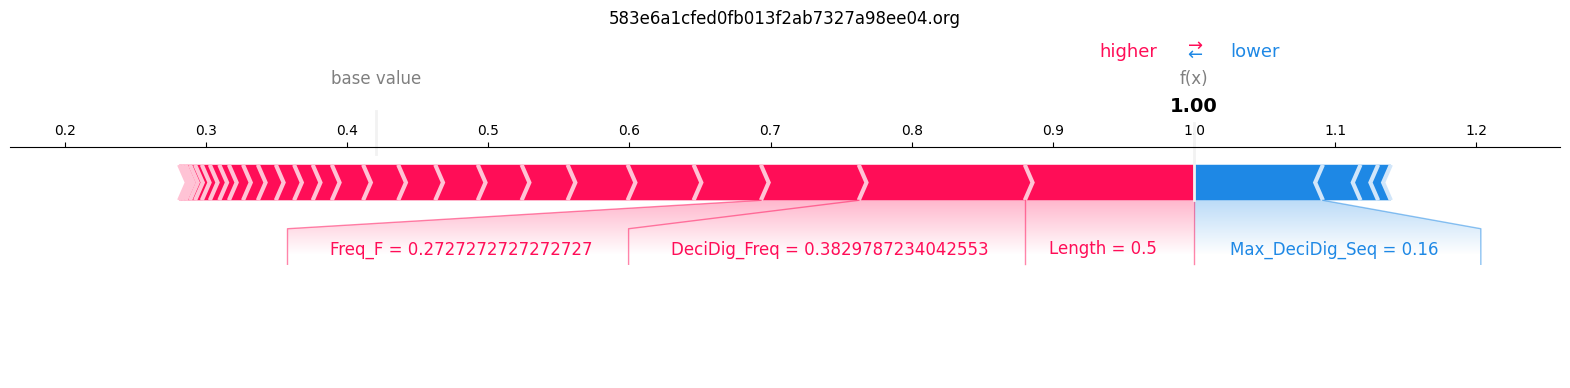 583e6a1cfed0fb013f2ab7327a98ee04.org
higher → ← lower
base value f(x)
1.00
0.2 0.3 0.4 0.5 0.6 0.7 0.8 0.9 1.0 1.1 1.2
Freq_F = 0.2727272727272727 DeciDig_Freq = 0.3829787234042553 Length = 0.5 Max_DeciDig_Seq = 0.16